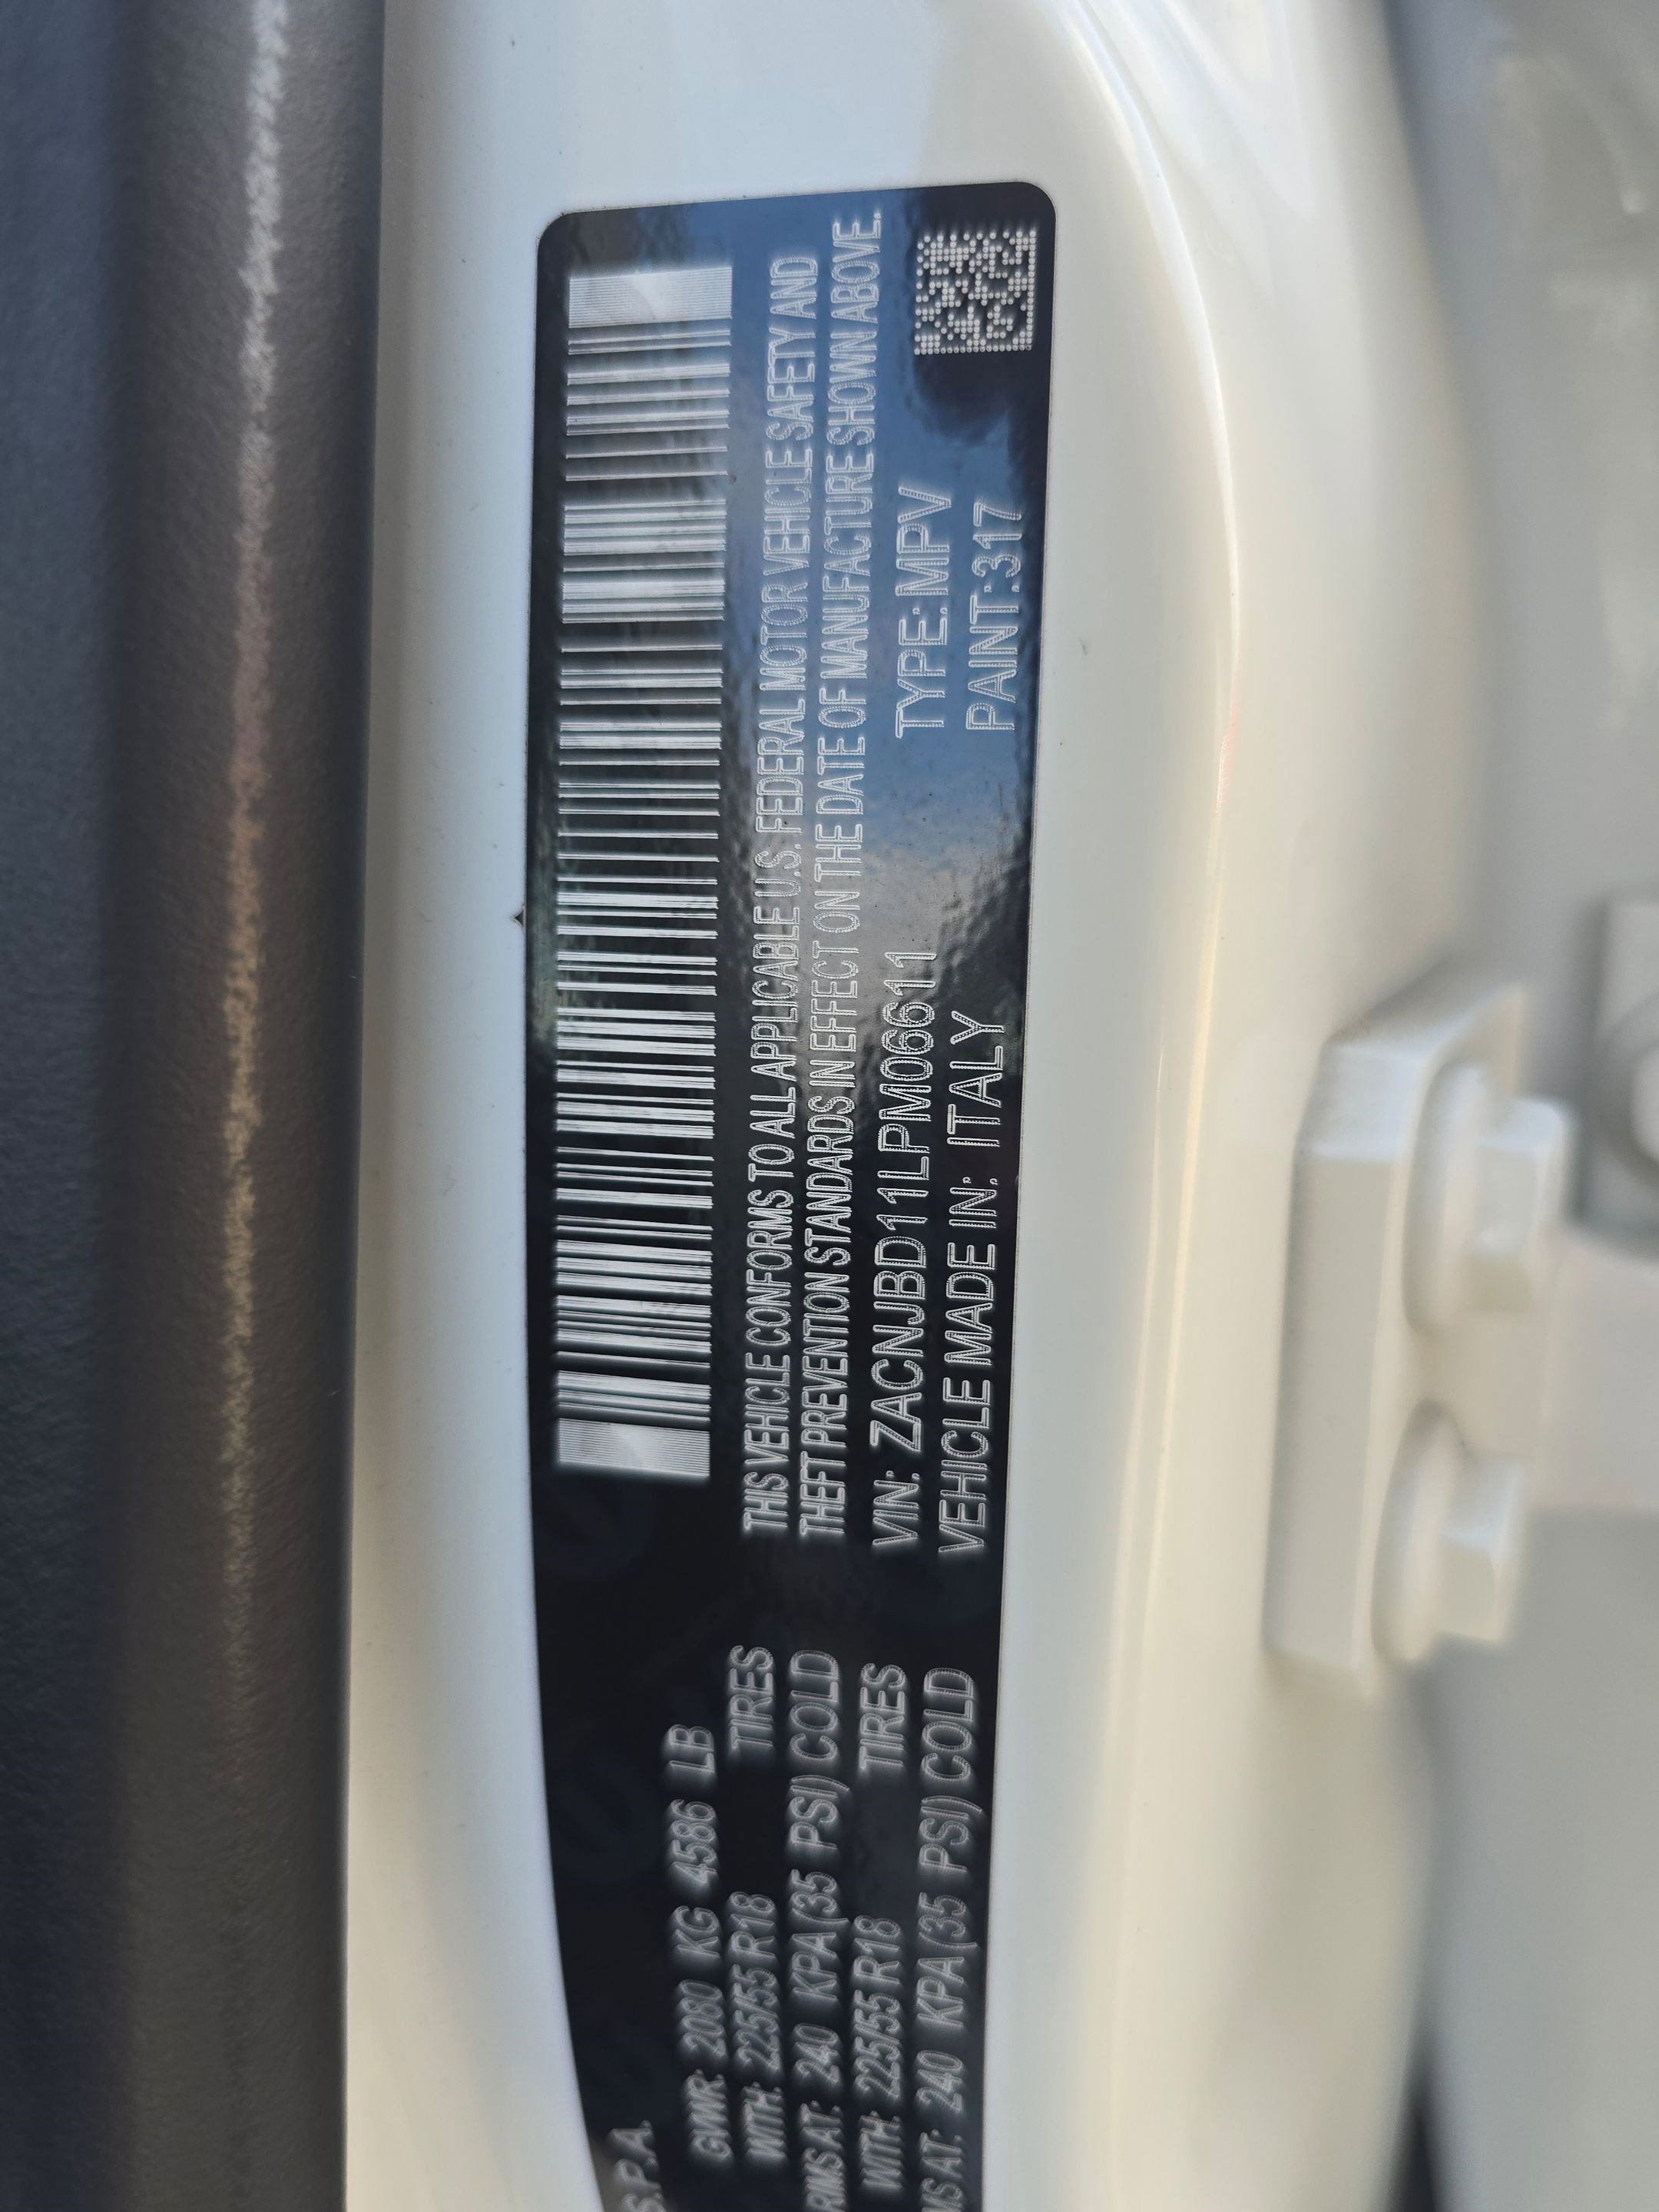 S.P.A.
GVWR: 2080 KG 4586 LB
WITH: 225/55 R18 TIRES
RIMS AT: 240 KPA (35 PSI) COLD
WITH: 225/55 R18 TIRES
MS AT: 240 KPA (35 PSI) COLD
THIS VEHICLE CONFORMS TO ALL APPLICABLE U.S. FEDERAL MOTOR VEHICLE SAFETY AND
THEFT PREVENTION STANDARDS IN EFFECT ON THE DATE OF MANUFACTURE SHOWN ABOVE.
VIN: ZACNJBD11LPM06611 TYPE: MPV
VEHICLE MADE IN: ITALY PAINT:317